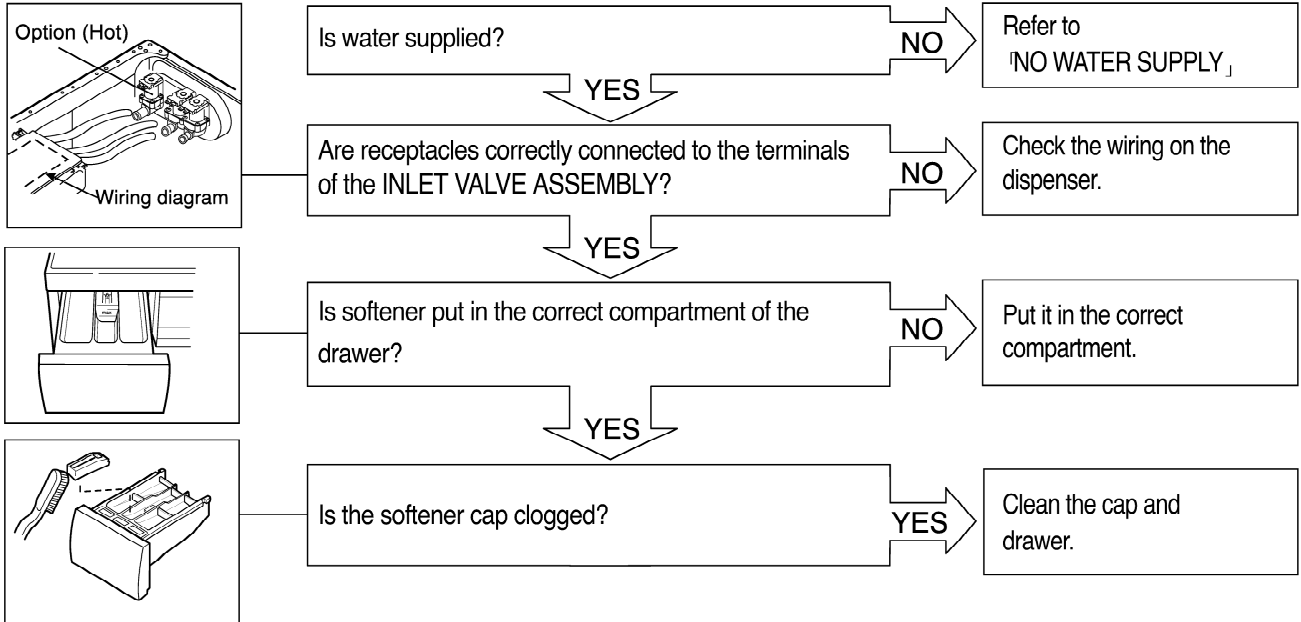 Option (Hot)
Wiring diagram
Is water supplied?
NO
Refer to
「NO WATER SUPPLY」
YES
Are receptacles correctly connected to the terminals
of the INLET VALVE ASSEMBLY?
NO
Check the wiring on the
dispenser.
YES
Is softener put in the correct compartment of the
drawer?
NO
Put it in the correct
compartment.
YES
Is the softener cap clogged?
YES
Clean the cap and
drawer.